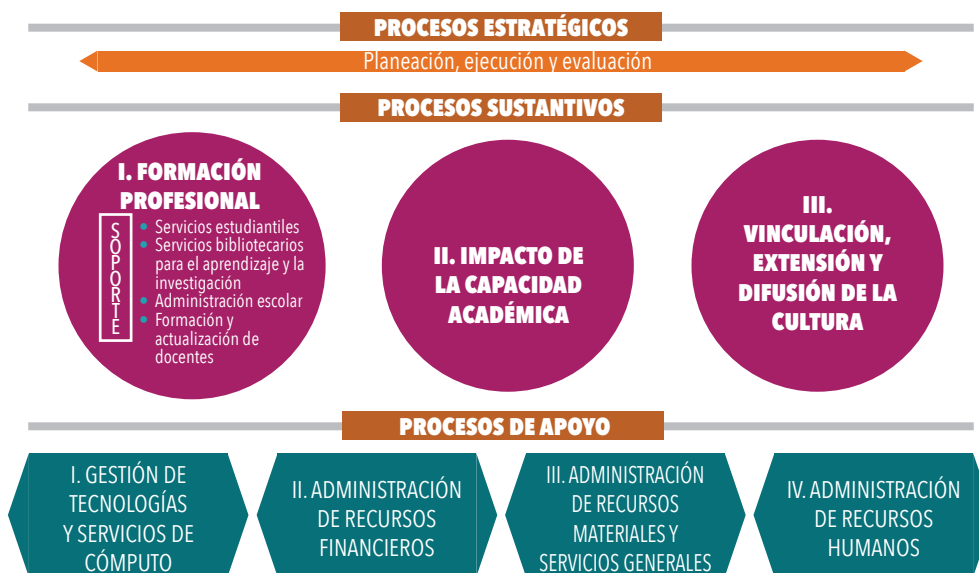 PROCESOS ESTRATÉGICOS
Planeación, ejecución y evaluación
PROCESOS SUSTANTIVOS
I. FORMACIÓN
PROFESIONAL
SOPORTE
• Servicios estudiantiles
• Servicios bibliotecarios
para el aprendizaje y la
investigación
• Administración escolar
• Formación y
actualización de
docentes
II. IMPACTO DE
LA CAPACIDAD
ACADÉMICA
III.
VINCULACIÓN,
EXTENSIÓN Y
DIFUSIÓN DE LA
CULTURA
PROCESOS DE APOYO
I. GESTIÓN DE
TECNOLOGÍAS
Y SERVICIOS DE
CÓMPUTO
II. ADMINISTRACIÓN
DE RECURSOS
FINANCIEROS
III. ADMINISTRACIÓN
DE RECURSOS
MATERIALES Y
SERVICIOS GENERALES
IV. ADMINISTRACIÓN
DE RECURSOS
HUMANOS